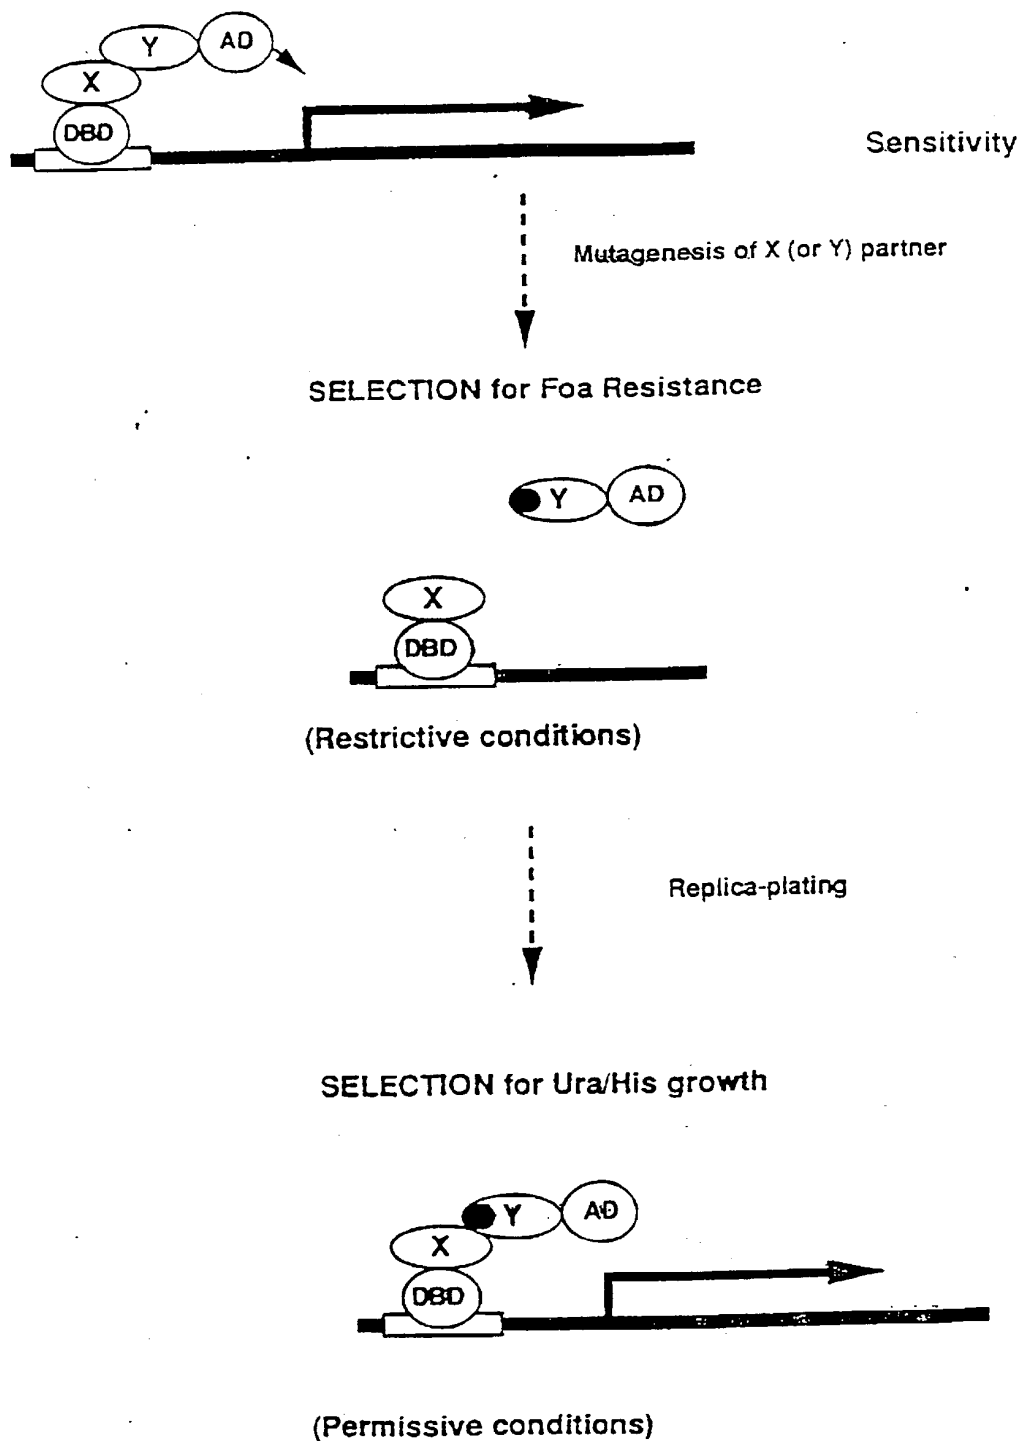 Y
AD
X
DBD
Sensitivity
Mutagenesis of X (or Y) partner
SELECTION for Foa Resistance
Y
AD
X
DBD
(Restrictive conditions)
Replica-plating
SELECTION for Ura/His growth
Y
AD
X
DBD
(Permissive conditions)